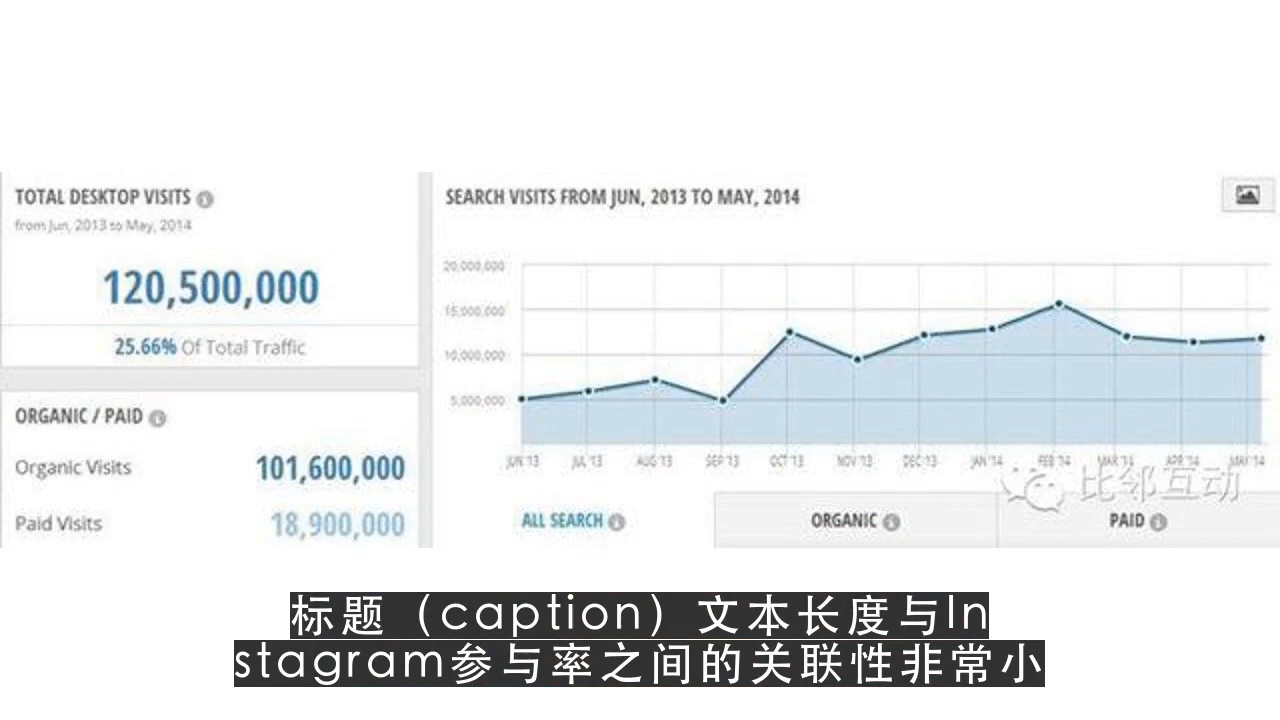 TOTAL DESKTOP VISITS
from Jun, 2013 to May, 2014
120,500,000
25.66% Of Total Traffic
ORGANIC / PAID
Organic Visits 101,600,000
Paid Visits 18,900,000
SEARCH VISITS FROM JUN, 2013 TO MAY, 2014
20,000,000
15,000,000
10,000,000
5,000,000
JUN '13 JUL '13 AUG '13 SEP '13 OCT '13 NOV '13 DEC '13 JAN '14 FEB '14 MAR '14 APR '14 MAY '14
比邻互动
ALL SEARCH ORGANIC PAID
标题（caption）文本长度与In
stagram参与率之间的关联性非常小